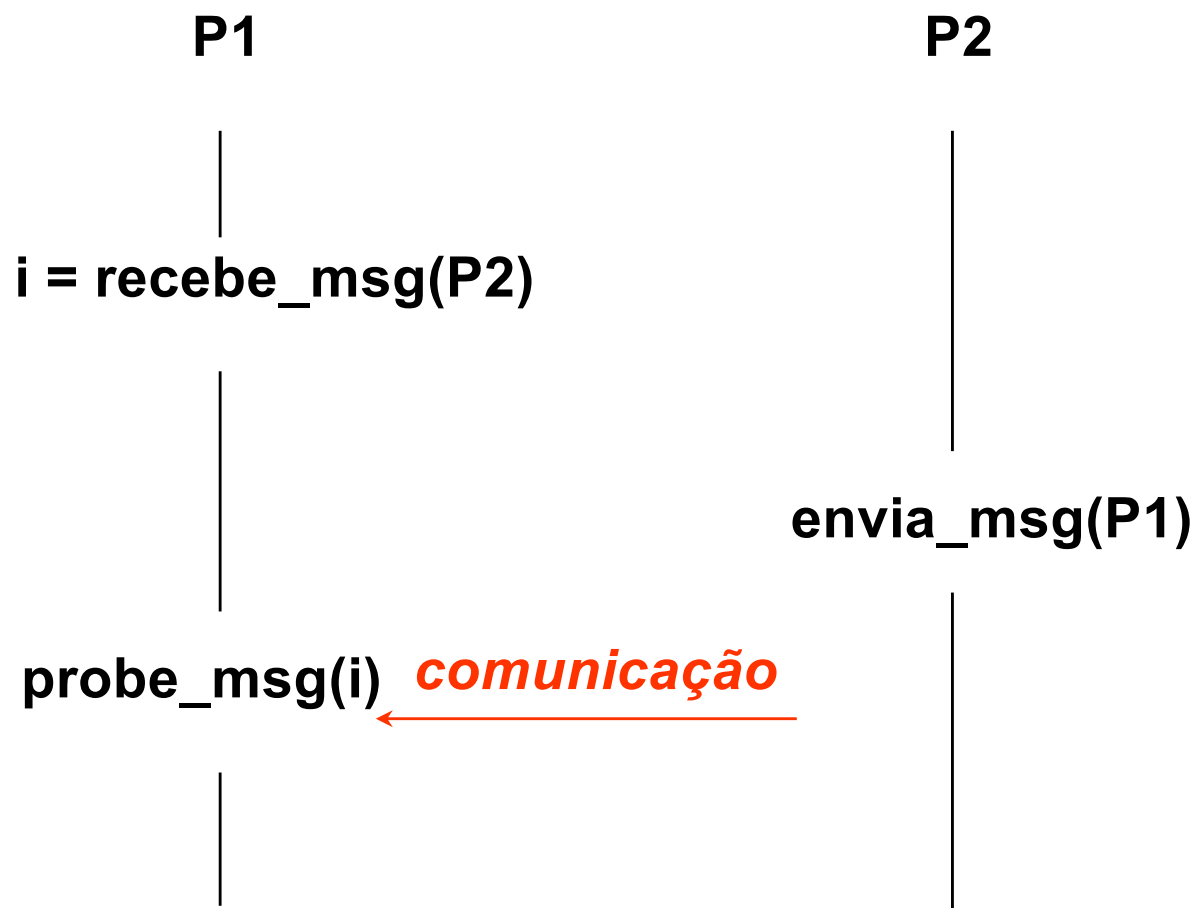 P1 P2
i = recebe_msg(P2)
envia_msg(P1)
probe_msg(i) comunicação